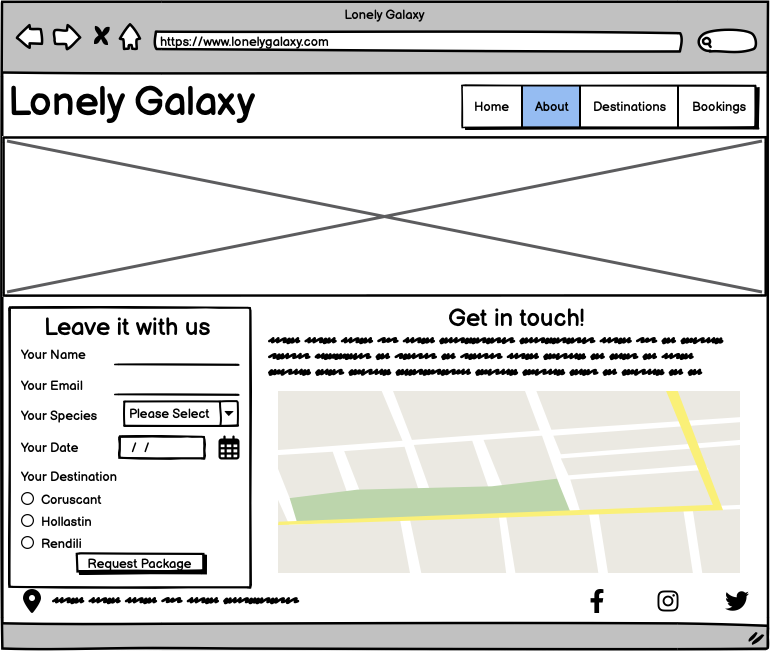 Lonely Galaxy
https://www.lonelygalaxy.com
Lonely Galaxy
Home About Destinations Bookings
Leave it with us
Your Name
Your Email
Your Species Please Select
Your Date / /
Your Destination
Coruscant
Hollastin
Rendili
Request Package
Get in touch!